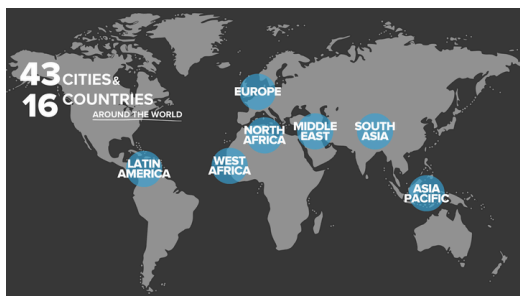 43 CITIES &
16 COUNTRIES
AROUND THE WORLD
EUROPE
NORTH
AFRICA
MIDDLE
EAST
SOUTH
ASIA
LATIN
AMERICA
WEST
AFRICA
ASIA
PACIFIC